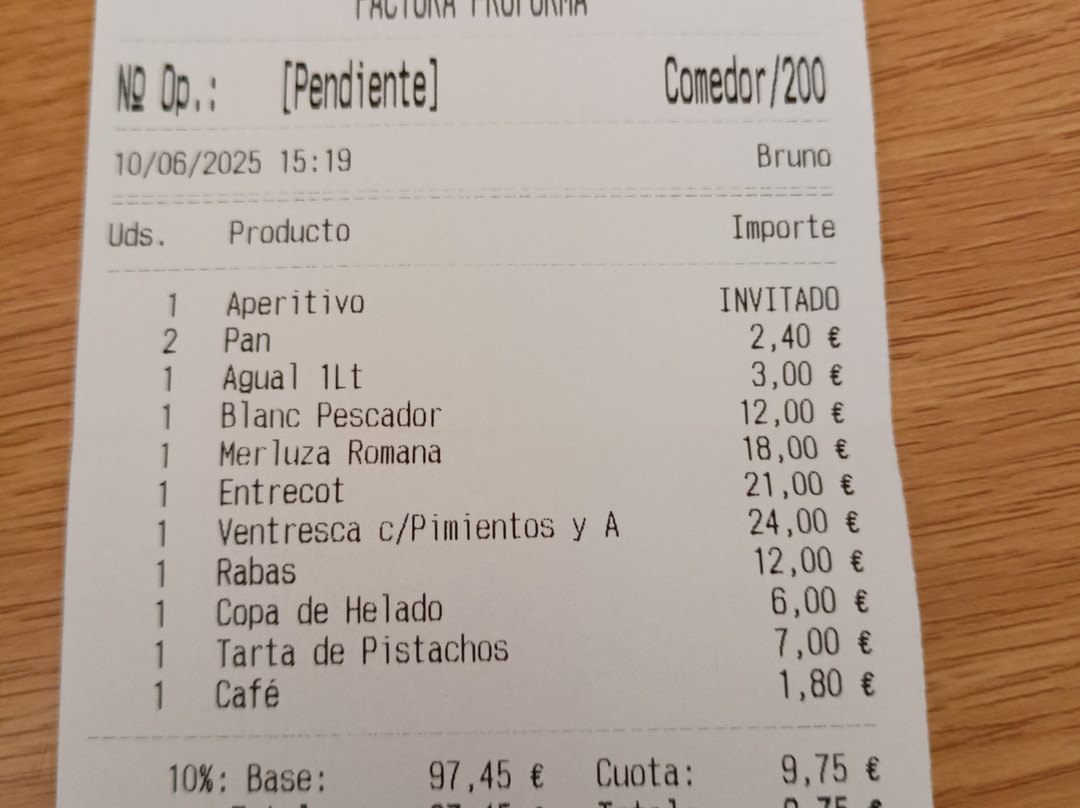 FACTURA PROFORMA
Nº Op.: [Pendiente] Comedor/200
10/06/2025 15:19 Bruno
Uds. Producto Importe
1 Aperitivo INVITADO
2 Pan 2,40 €
1 Agual 1Lt 3,00 €
1 Blanc Pescador 12,00 €
1 Merluza Romana 18,00 €
1 Entrecot 21,00 €
1 Ventresca c/Pimientos y A 24,00 €
1 Rabas 12,00 €
1 Copa de Helado 6,00 €
1 Tarta de Pistachos 7,00 €
1 Café 1,80 €
10%: Base: 97,45 € Cuota: 9,75 €